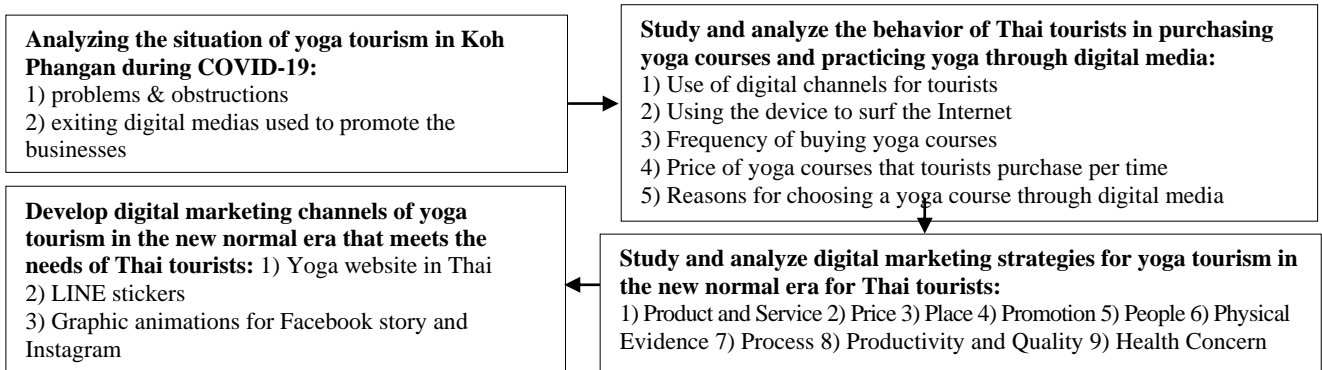 Analyzing the situation of yoga tourism in Koh
Phangan during COVID-19:
1) problems & obstructions
2) exiting digital medias used to promote the
businesses
Study and analyze the behavior of Thai tourists in purchasing
yoga courses and practicing yoga through digital media:
1) Use of digital channels for tourists
2) Using the device to surf the Internet
3) Frequency of buying yoga courses
4) Price of yoga courses that tourists purchase per time
5) Reasons for choosing a yoga course through digital media
Study and analyze digital marketing strategies for yoga tourism in
the new normal era for Thai tourists:
1) Product and Service 2) Price 3) Place 4) Promotion 5) People 6) Physical
Evidence 7) Process 8) Productivity and Quality 9) Health Concern
Develop digital marketing channels of yoga
tourism in the new normal era that meets the
needs of Thai tourists: 1) Yoga website in Thai
2) LINE stickers
3) Graphic animations for Facebook story and
Instagram